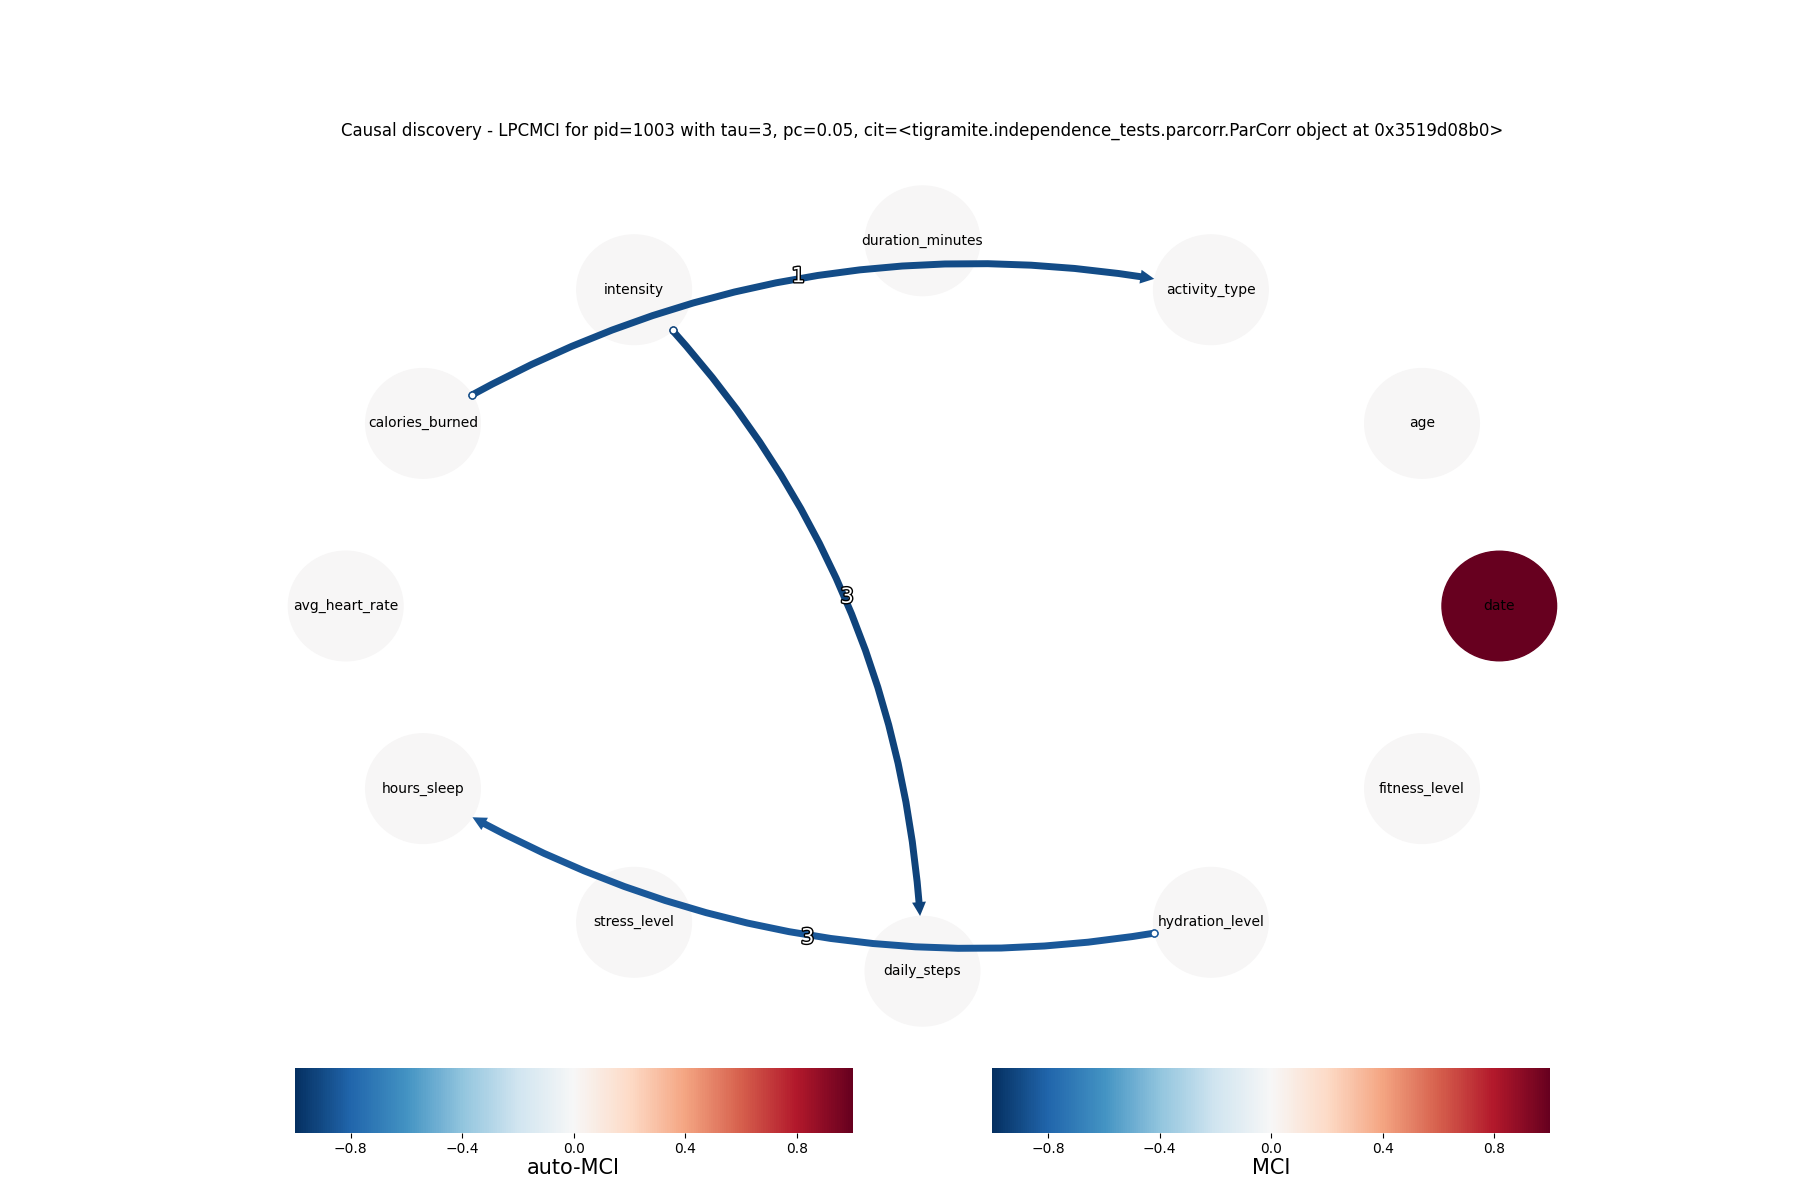 Causal discovery - LPCMCI for pid=1003 with tau=3, pc=0.05, cit=<tigramite.independence_tests.parcorr.ParCorr object at 0x3519d08b0>
duration_minutes
1
intensity
activity_type
calories_burned
age
3
avg_heart_rate
date
hours_sleep
fitness_level
stress_level
3
hydration_level
daily_steps
−0.8 −0.4 0.0 0.4 0.8
auto-MCI
−0.8 −0.4 0.0 0.4 0.8
MCI